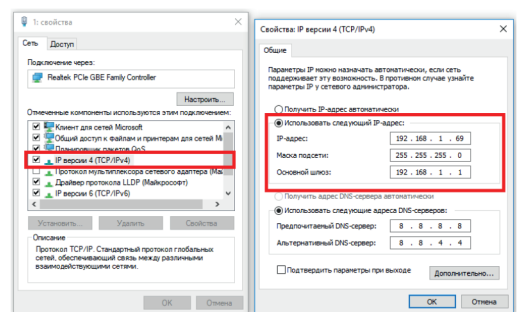 1: свойства
Сеть Доступ
Подключение через:
Realtek PCIe GBE Family Controller
Настроить...
Отмеченные компоненты используются этим подключением:
Клиент для сетей Microsoft
Общий доступ к файлам и принтерам для сетей Mi
Планировщик пакетов QoS
IP версии 4 (TCP/IPv4)
Протокол мультиплексора сетевого адаптера (Май
Драйвер протокола LLDP (Майкрософт)
IP версии 6 (TCP/IPv6)
Установить... Удалить Свойства
Описание
Протокол TCP/IP. Стандартный протокол глобальных
сетей, обеспечивающий связь между различными
взаимодействующими сетями.
ОК Отмена
Свойства: IP версии 4 (TCP/IPv4)
Общие
Параметры IP можно назначать автоматически, если сеть
поддерживает эту возможность. В противном случае узнайте
параметры IP у сетевого администратора.
Получить IP-адрес автоматически
Использовать следующий IP-адрес:
IP-адрес: 192 . 168 . 1 . 69
Маска подсети: 255 . 255 . 255 . 0
Основной шлюз: 192 . 168 . 1 . 1
Получить адрес DNS-сервера автоматически
Использовать следующие адреса DNS-серверов:
Предпочитаемый DNS-сервер: 8 . 8 . 8 . 8
Альтернативный DNS-сервер: 8 . 8 . 4 . 4
Подтвердить параметры при выходе
Дополнительно...
ОК Отмена